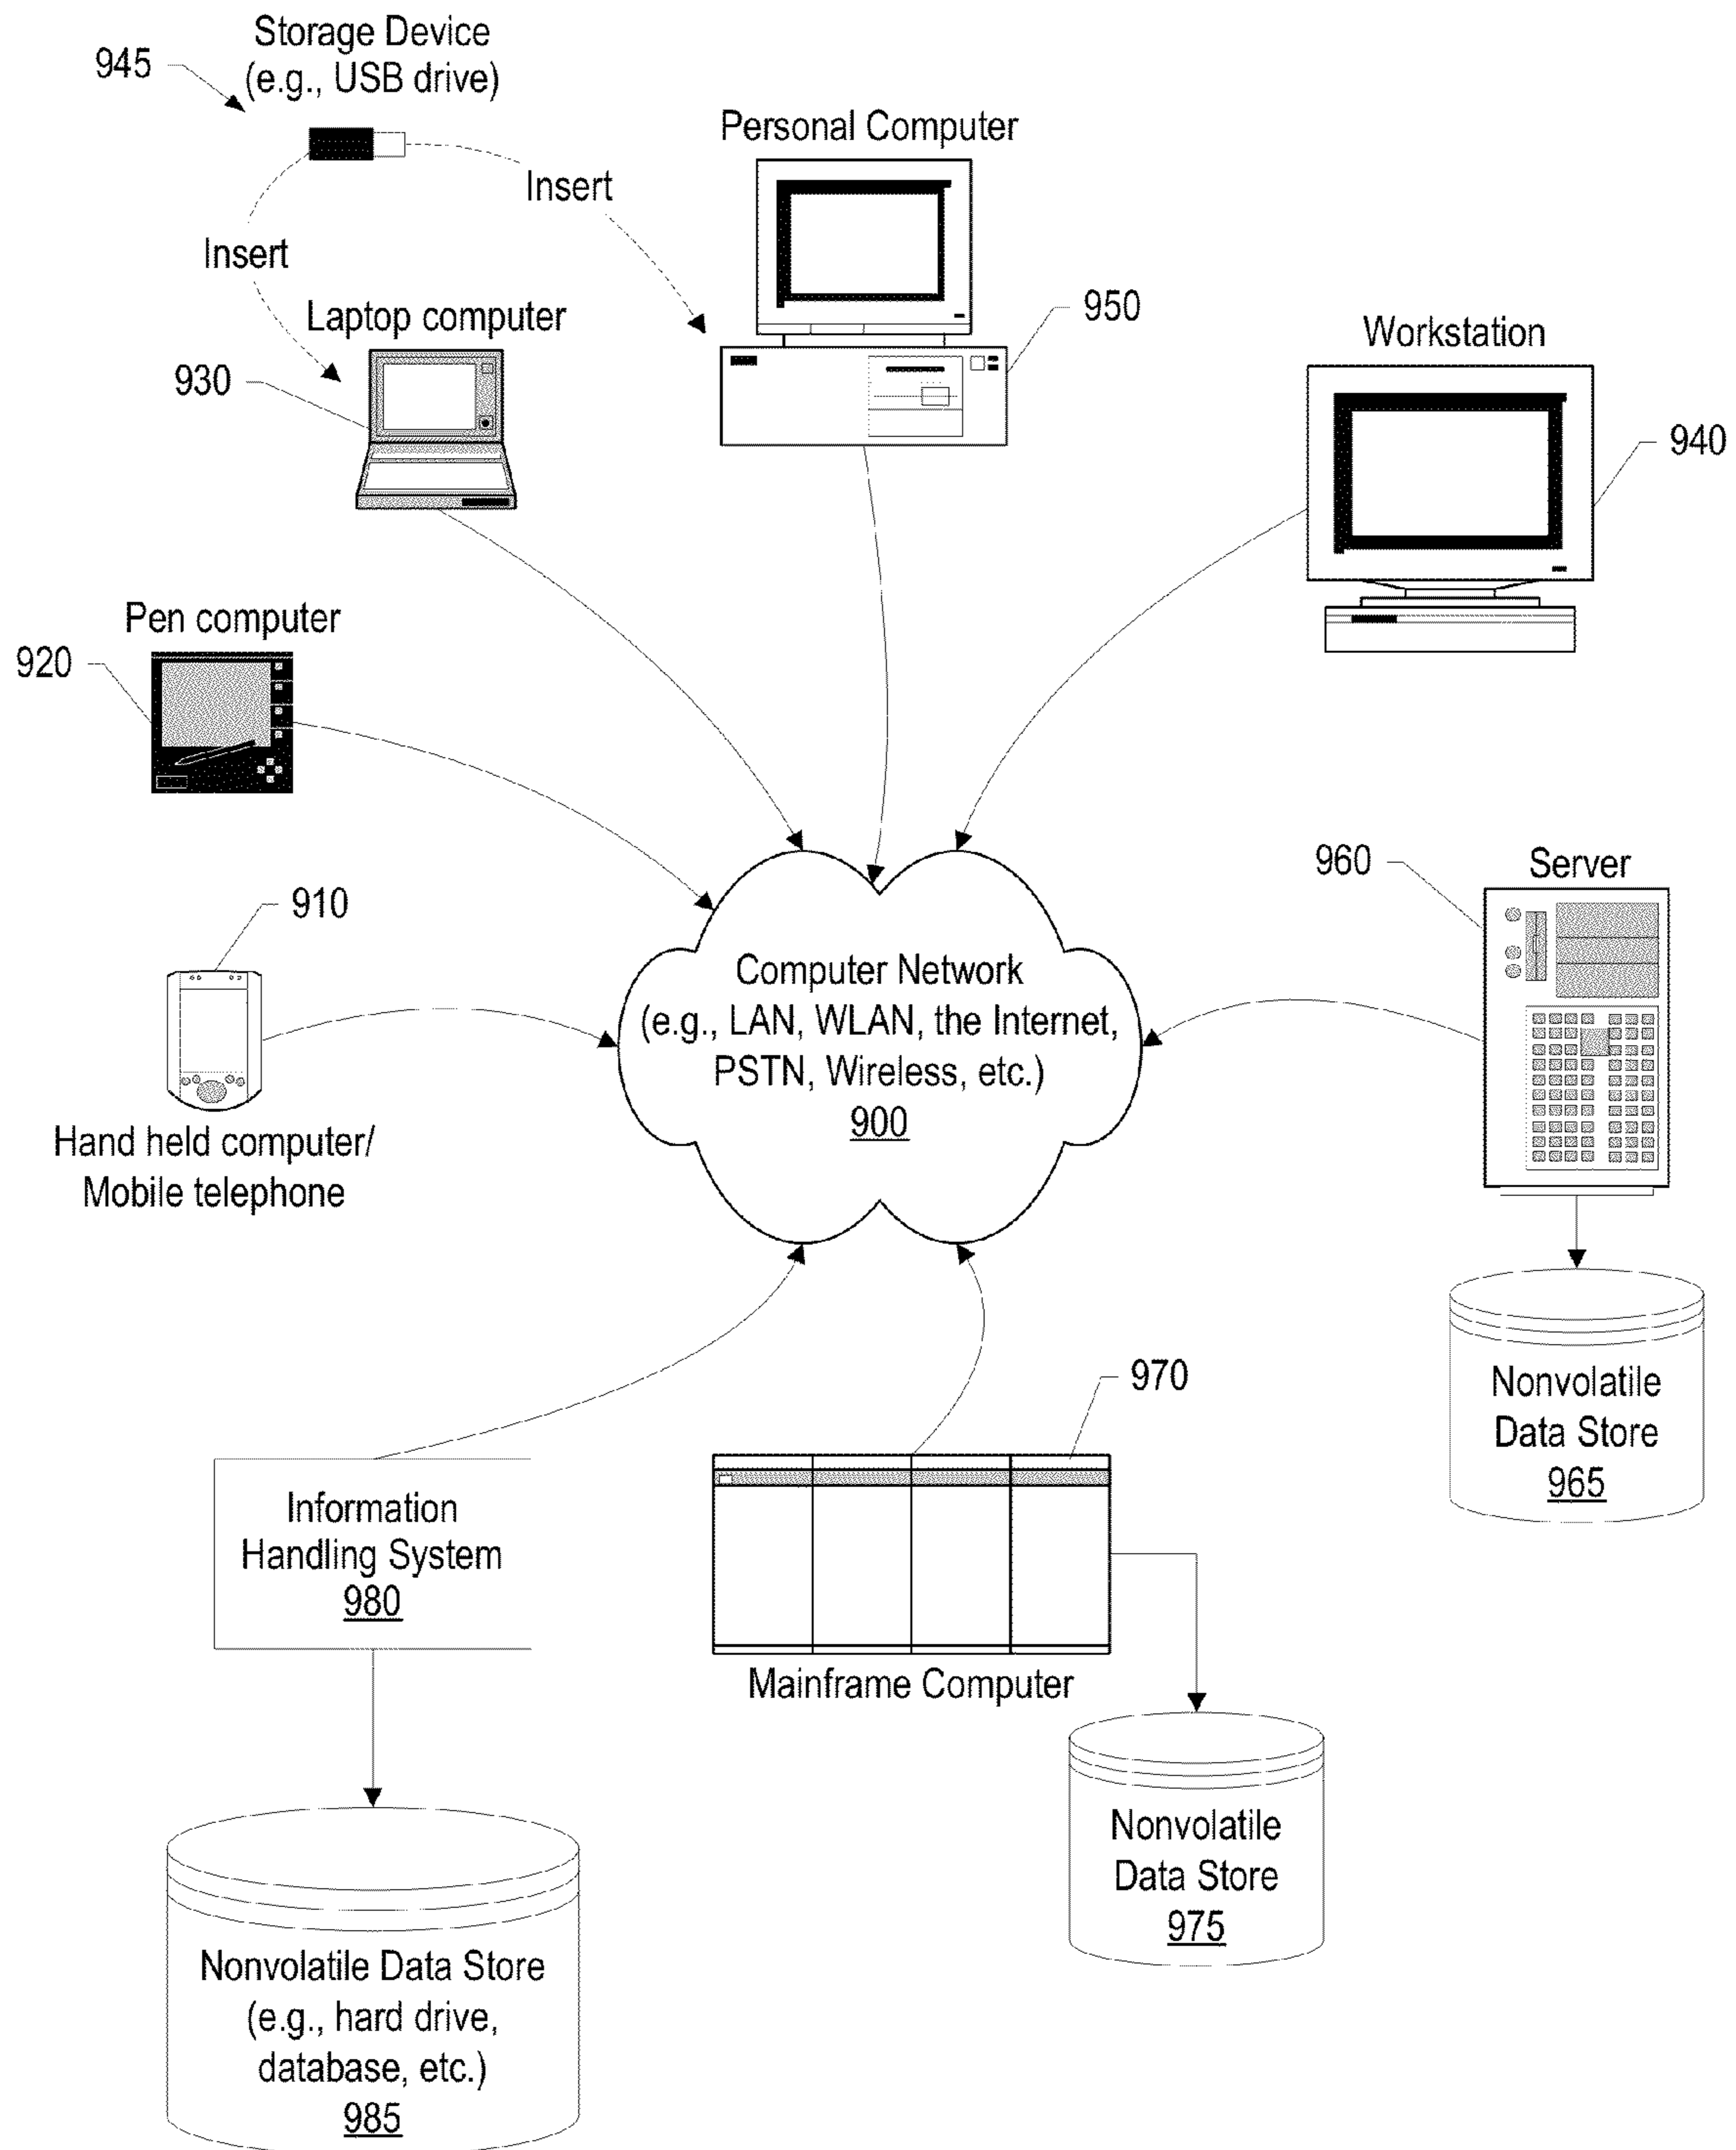 Storage Device
(e.g., USB drive)
945
Personal Computer
Insert
Insert
Laptop computer
950
Workstation
930
940
Pen computer
920
960
Server
910
Computer Network
(e.g., LAN, WLAN, the Internet,
PSTN, Wireless, etc.)
900
Hand held computer/
Mobile telephone
970
Nonvolatile
Data Store
965
Information
Handling System
980
Mainframe Computer
Nonvolatile
Data Store
975
Nonvolatile Data Store
(e.g., hard drive,
database, etc.)
985